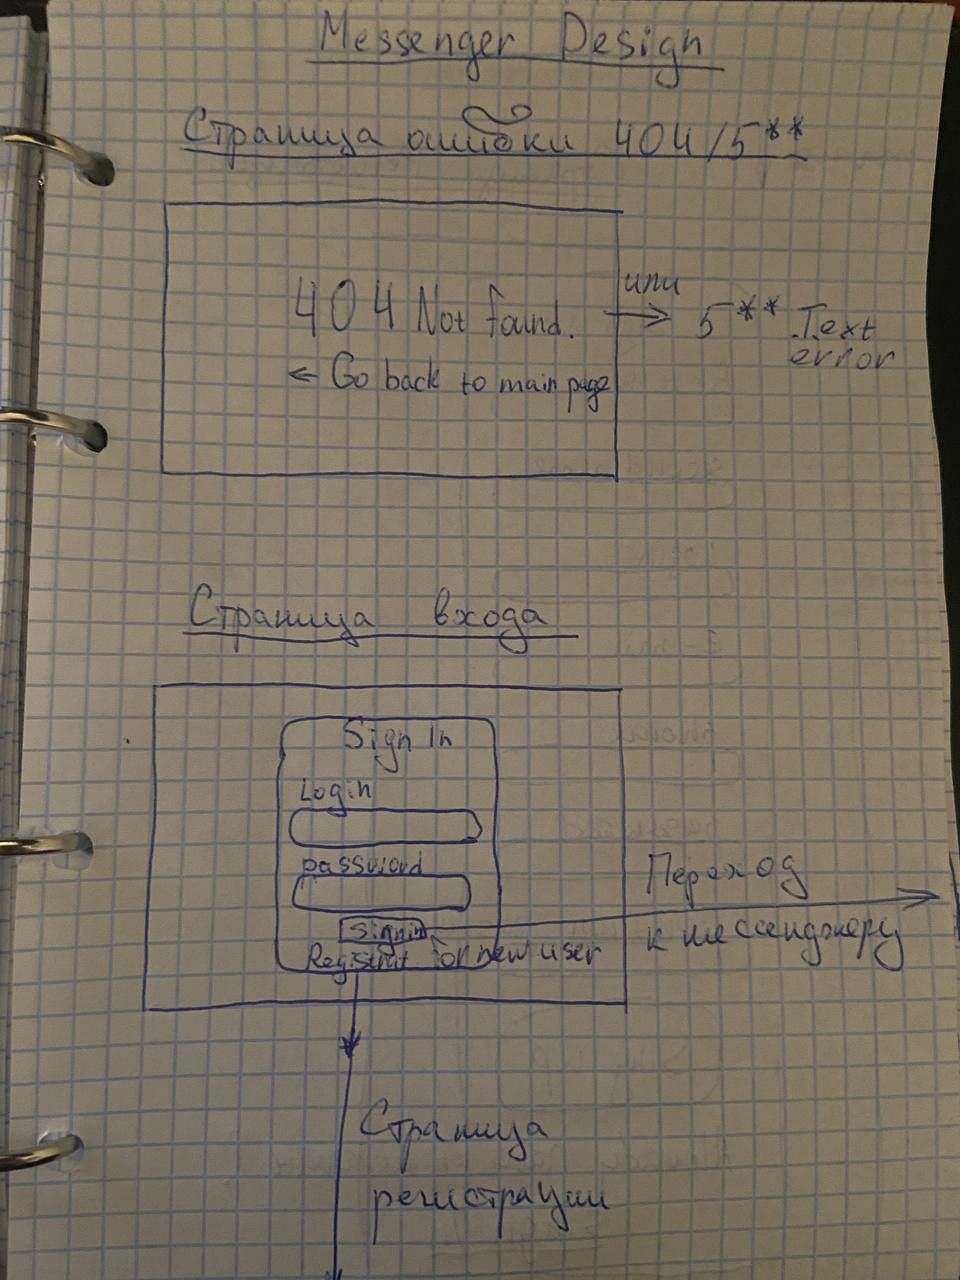 Messenger Design
Страница ошибки 404/5**
404 Not found.
← Go back to main page
или
→ 5** Text
error
Страница входа
Sign In
Login
password
Sign in
Registrat for new user
Переход
к мессенджеру
Страница
регистрации